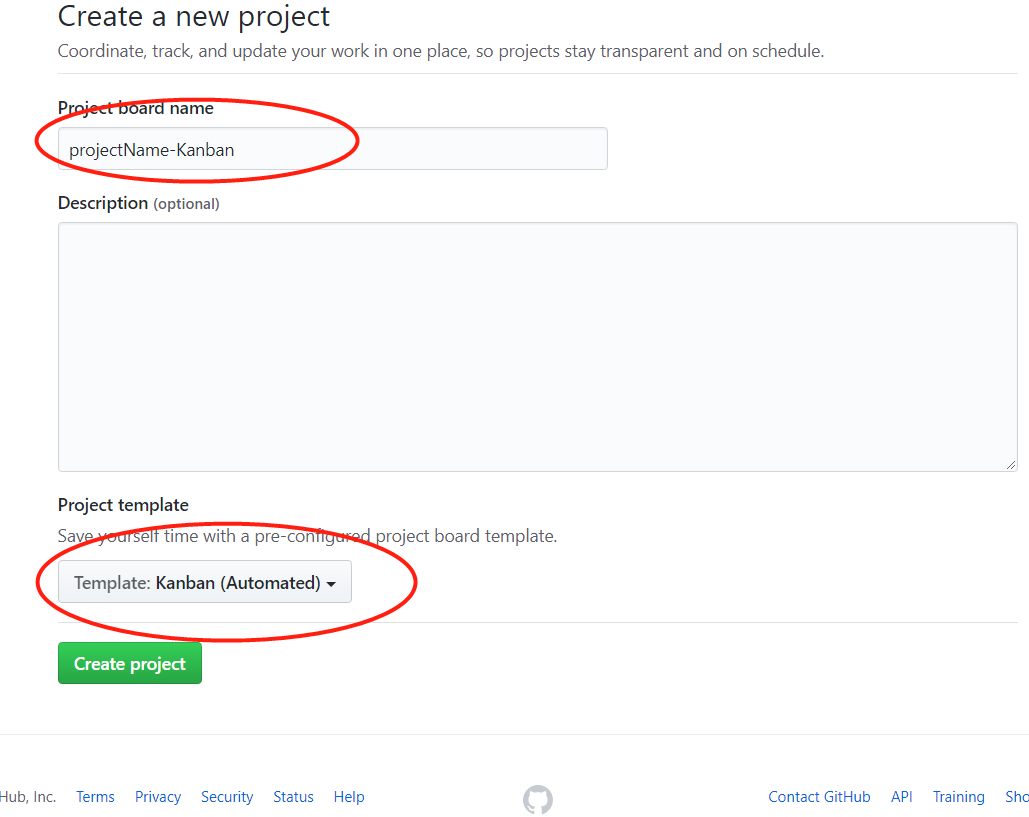 Create a new project
Coordinate, track, and update your work in one place, so projects stay transparent and on schedule.
Project board name
projectName-Kanban
Description (optional)
Project template
Save yourself time with a pre-configured project board template.
Template: Kanban (Automated)
Create project
Hub, Inc. Terms Privacy Security Status Help Contact GitHub API Training Sho